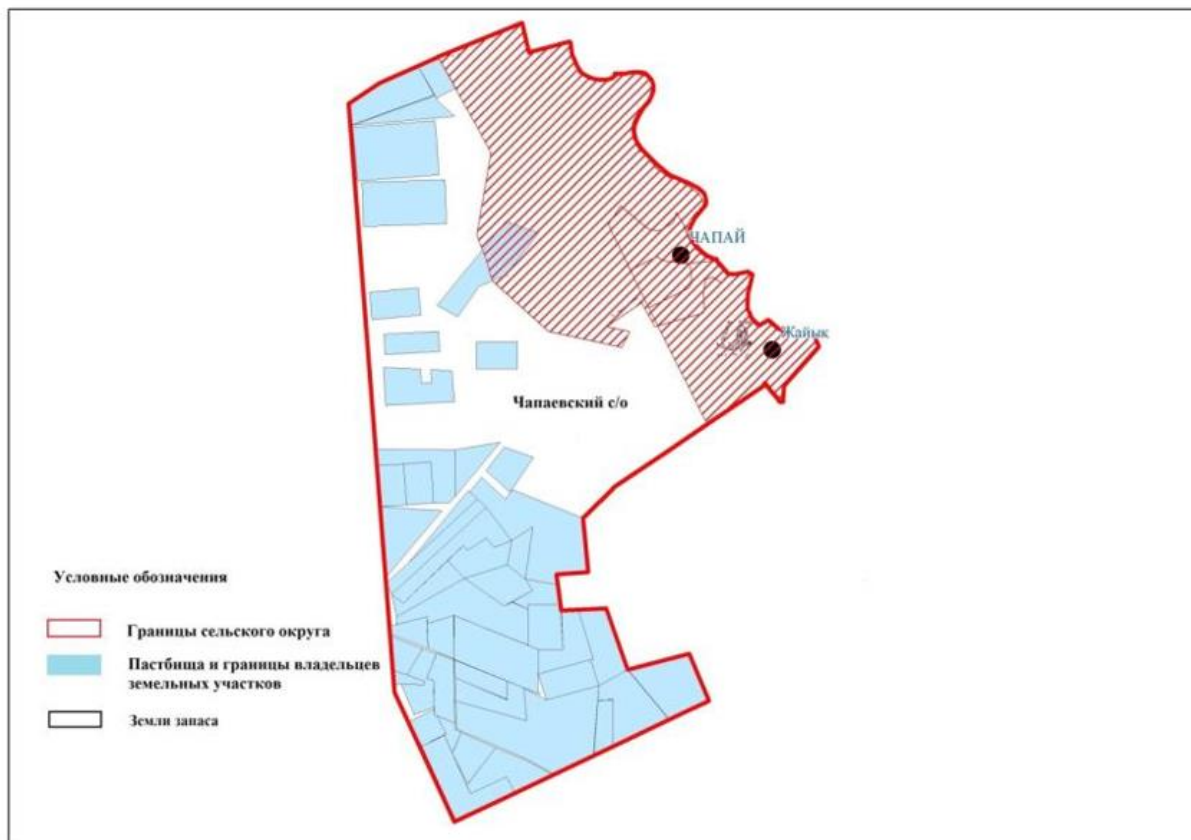 ЧАПАЙ
Жайык
Чапаевский с/о
Условные обозначения
Границы сельского округа
Пастбища и границы владельцев
земельных участков
Земли запаса